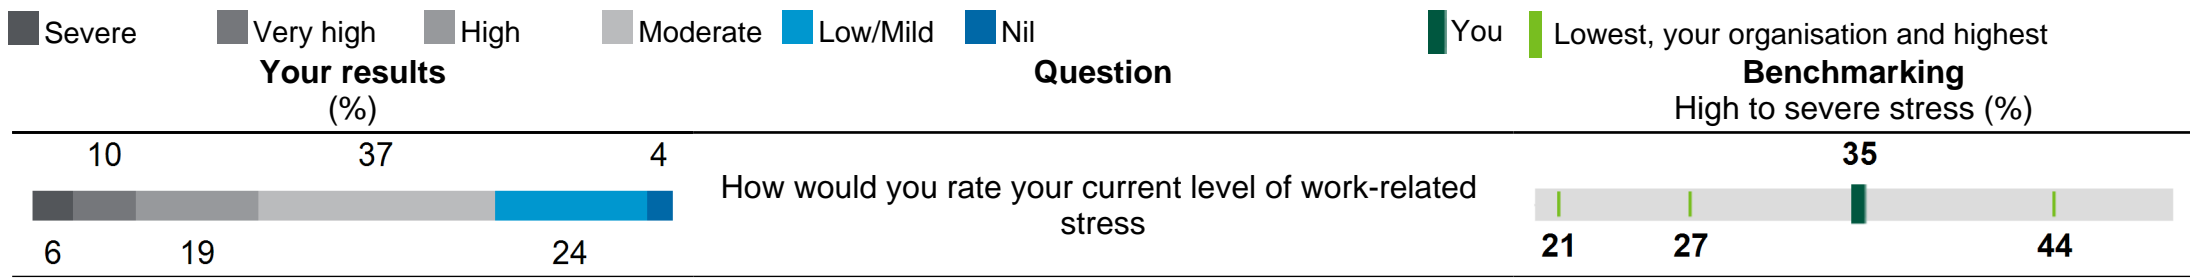 Severe Very high High Moderate Low/Mild Nil You Lowest, your organisation and highest
Your results Question Benchmarking
(%) High to severe stress (%)
10 37 4 35
How would you rate your current level of work-related
stress
6 19 24 21 27 44